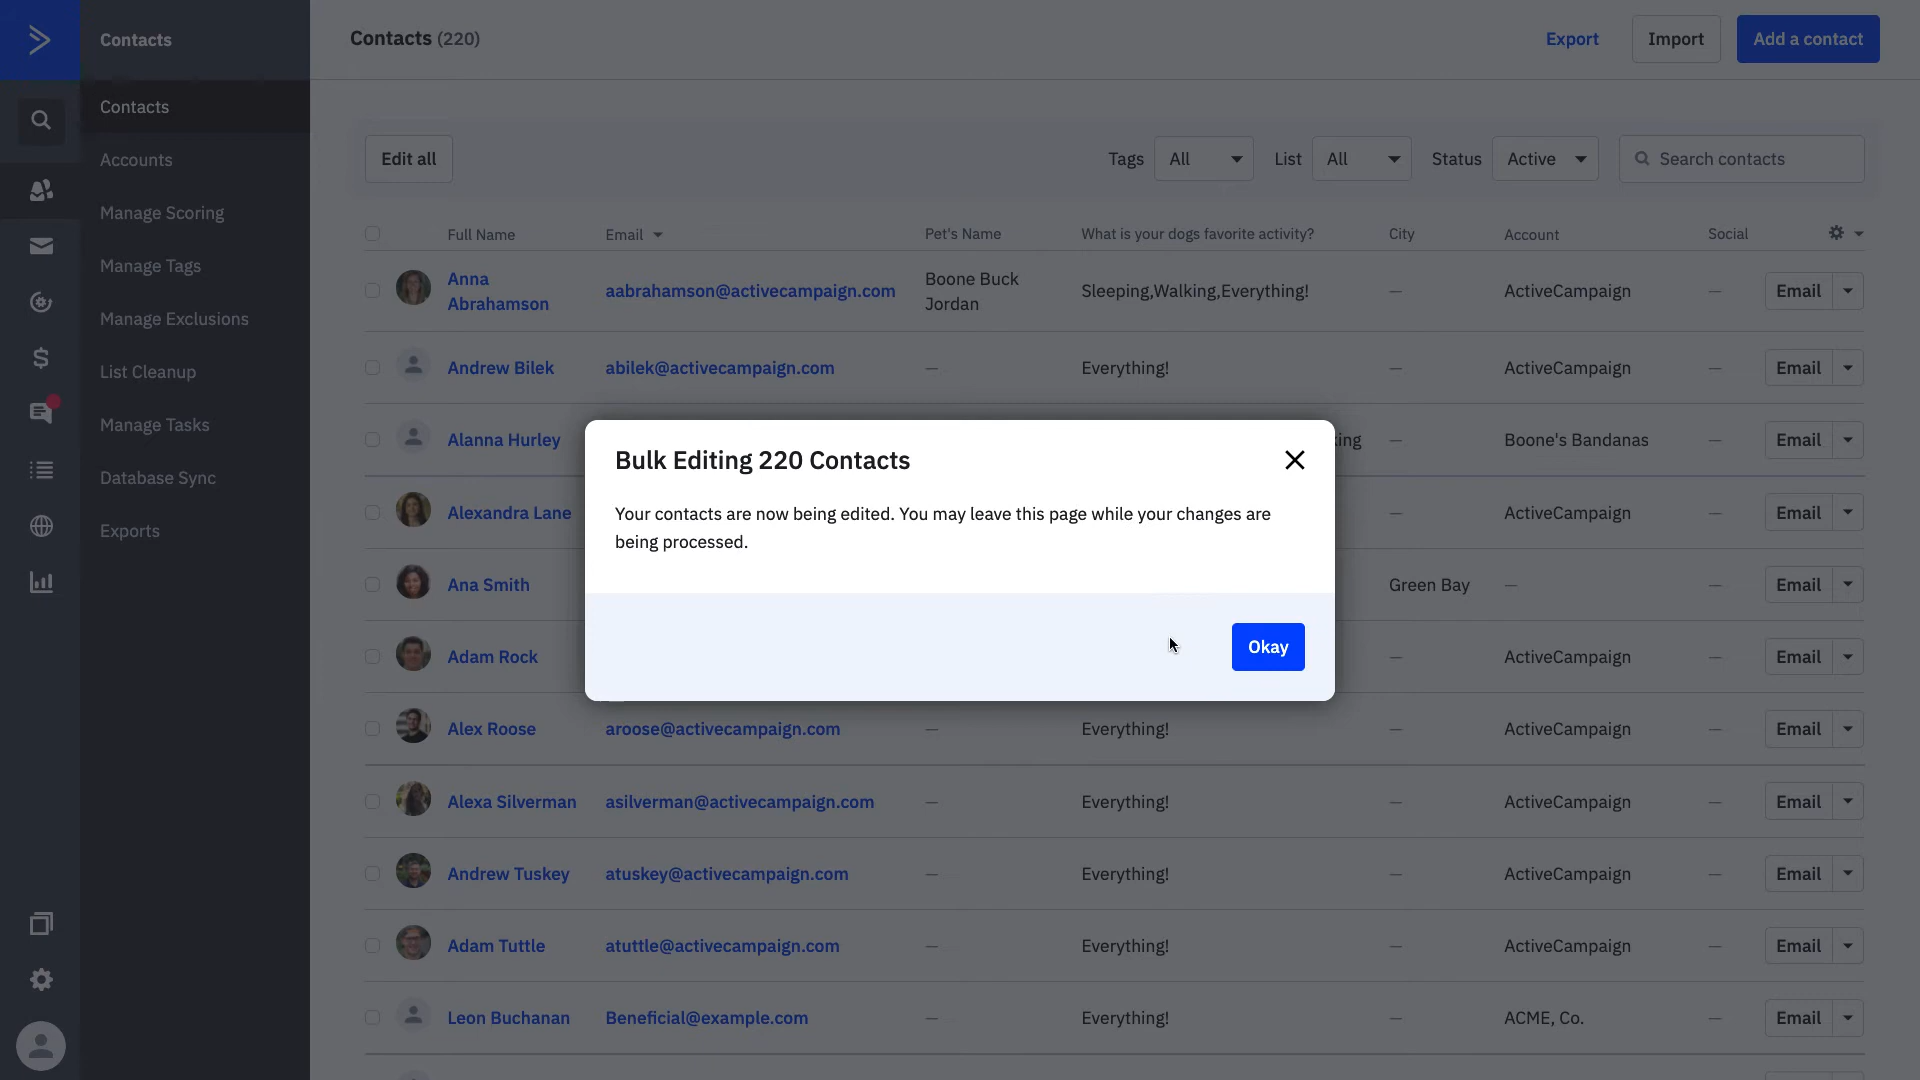 Contacts
Contacts (220)
Export
Import
Add a contact
Contacts
Accounts
Manage Scoring
Manage Tags
Manage Exclusions
List Cleanup
Manage Tasks
Database Sync
Exports
Edit all
Tags All
List All
Status Active
Search contacts
Full Name Email Pet's Name What is your dogs favorite activity? City Account Social
Anna
Abrahamson
aabrahamson@activecampaign.com
Boone Buck
Jordan
Sleeping,Walking,Everything! — ActiveCampaign — Email
Andrew Bilek abilek@activecampaign.com — Everything! — ActiveCampaign — Email
Alanna Hurley — Boone's Bandanas — Email
Alexandra Lane — ActiveCampaign — Email
Ana Smith Green Bay — — Email
Adam Rock — ActiveCampaign — Email
Alex Roose aroose@activecampaign.com — Everything! — ActiveCampaign — Email
Alexa Silverman asilverman@activecampaign.com — Everything! — ActiveCampaign — Email
Andrew Tuskey atuskey@activecampaign.com — Everything! — ActiveCampaign — Email
Adam Tuttle atuttle@activecampaign.com — Everything! — ActiveCampaign — Email
Leon Buchanan Beneficial@example.com — Everything! — ACME, Co. — Email
Bulk Editing 220 Contacts
Your contacts are now being edited. You may leave this page while your changes are
being processed.
Okay